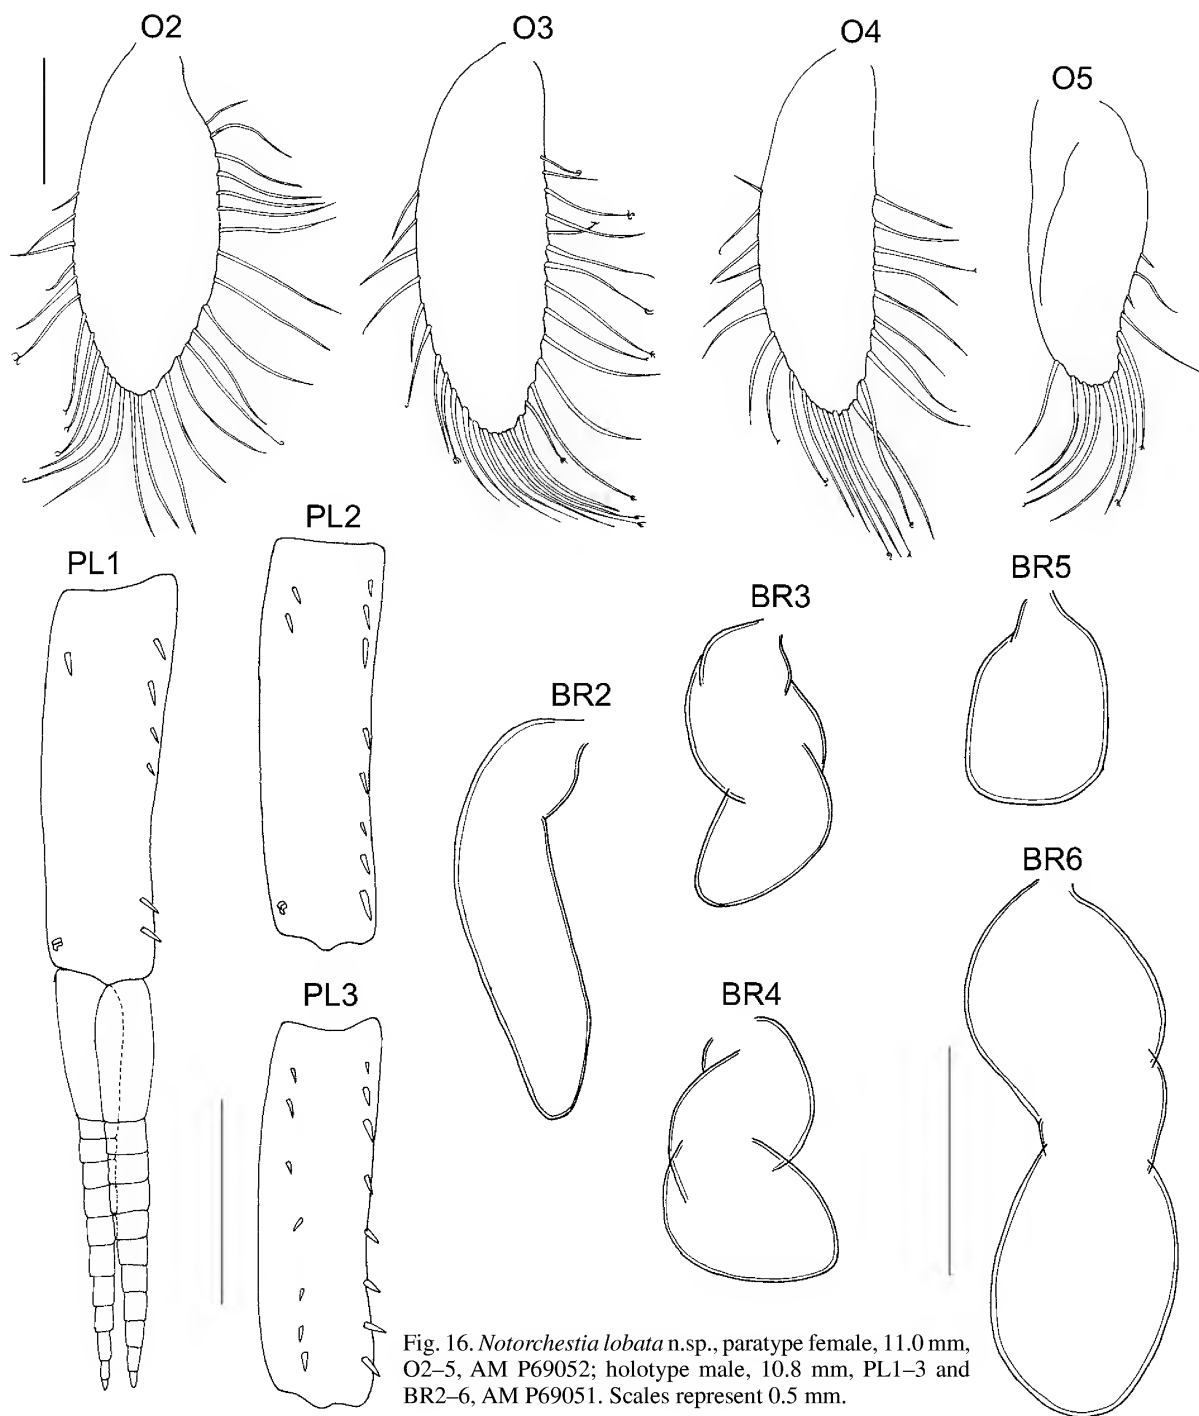 O2
O3
O4
O5
PL1
PL2
BR2
BR3
BR5
PL3
BR4
BR6
Fig. 16. Notorchestia lobata n.sp., paratype female, 11.0 mm,
O2–5, AM P69052; holotype male, 10.8 mm, PL1–3 and
BR2–6, AM P69051. Scales represent 0.5 mm.